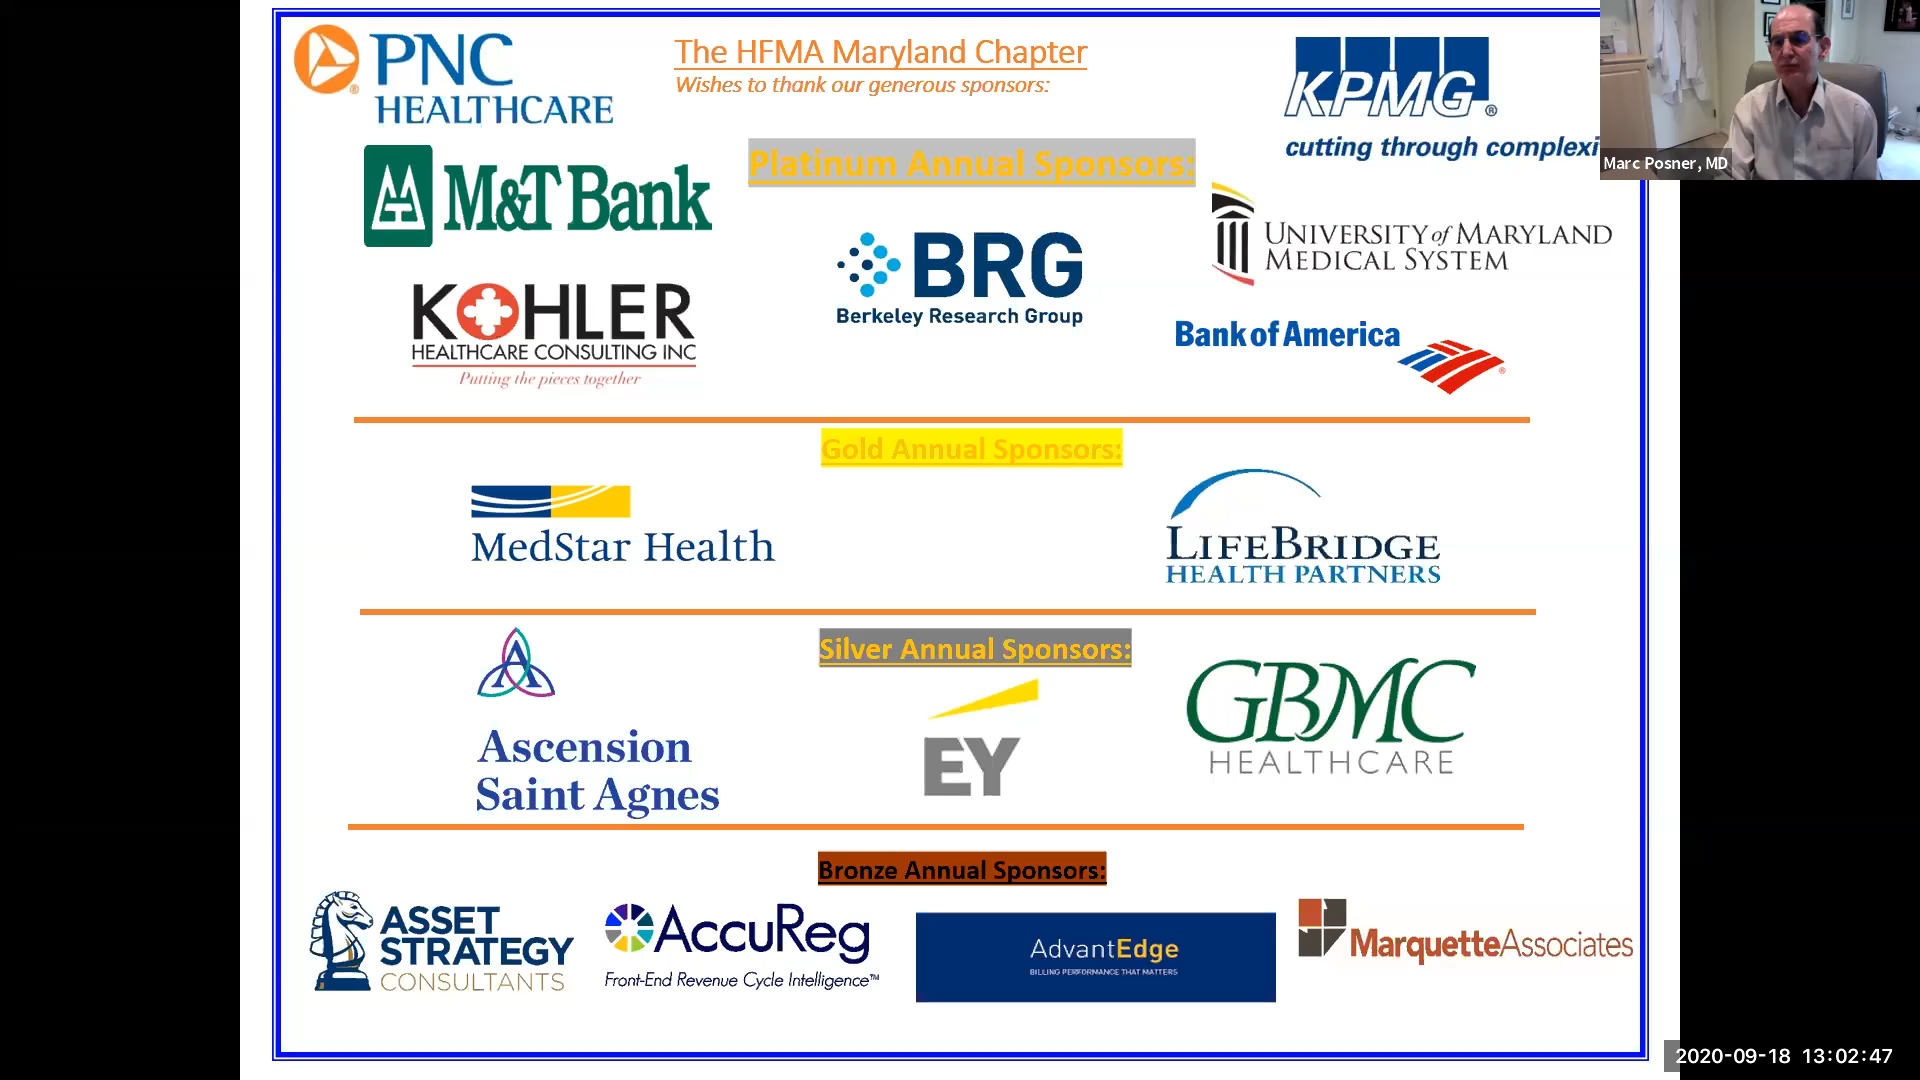 PNC
HEALTHCARE
The HFMA Maryland Chapter
Wishes to thank our generous sponsors:
KPMG®
cutting through complexi
Marc Posner, MD
M&T Bank
Platinum Annual Sponsors:
BRG
Berkeley Research Group
UNIVERSITY of MARYLAND
MEDICAL SYSTEM
KOHLER
HEALTHCARE CONSULTING INC
Putting the pieces together
Bank of America
Gold Annual Sponsors:
MedStar Health
LIFEBRIDGE
HEALTH PARTNERS
Silver Annual Sponsors:
A
Ascension
Saint Agnes
EY
GBMC
HEALTHCARE
Bronze Annual Sponsors:
ASSET
STRATEGY
CONSULTANTS
AccuReg
Front-End Revenue Cycle Intelligence™
AdvantEdge
BILLING PERFORMANCE THAT MATTERS
MarquetteAssociates
2020-09-18 13:02:47